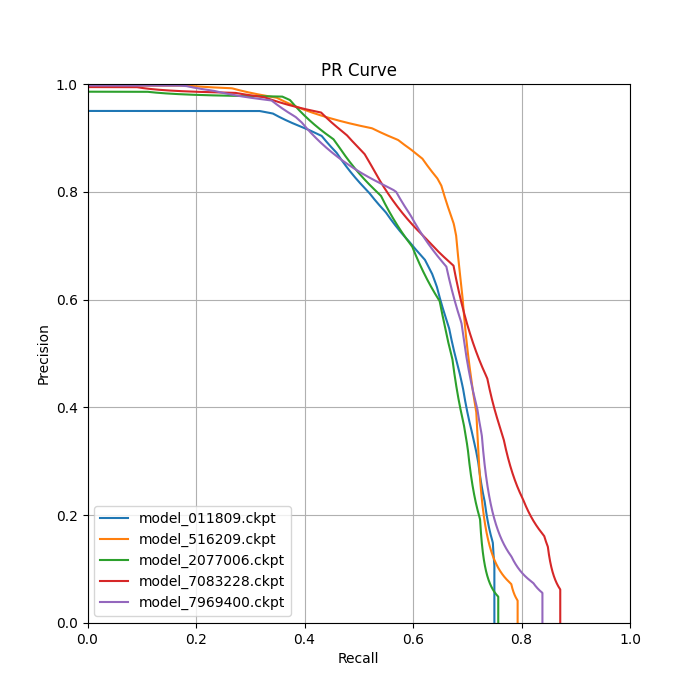 PR Curve
1.0
0.8
0.6
0.4
0.2
0.0
Precision
model_011809.ckpt
model_516209.ckpt
model_2077006.ckpt
model_7083228.ckpt
model_7969400.ckpt
0.0 0.2 0.4 0.6 0.8 1.0
Recall